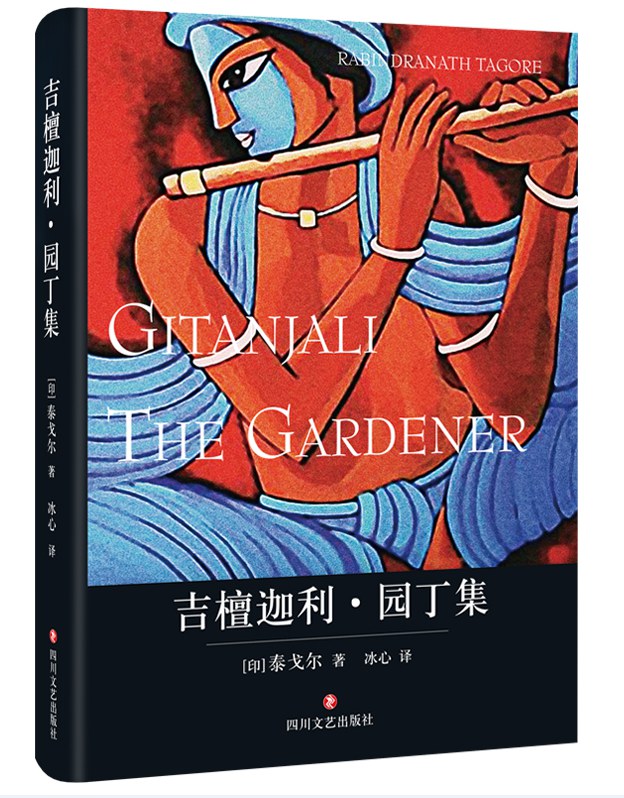 吉檀迦利·园丁集
[印]泰戈尔 著
冰心 译
四川文艺出版社
RABINDRANATH TAGORE
GITANJALI
THE GARDENER
吉檀迦利·园丁集
[印]泰戈尔 著 冰心 译
四川文艺出版社